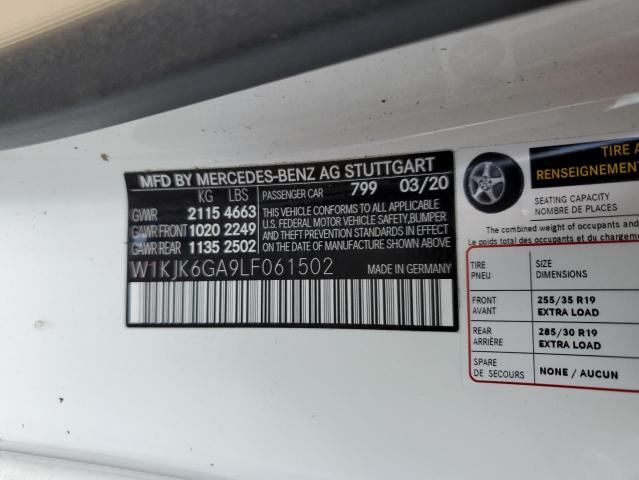 MFD BY MERCEDES-BENZ AG STUTTGART
KG LBS PASSENGER CAR 799 03/20
GVWR 2115 4663
GAWR FRONT 1020 2249
GAWR REAR 1135 2502
THIS VEHICLE CONFORMS TO ALL APPLICABLE
U.S. FEDERAL MOTOR VEHICLE SAFETY, BUMPER
AND THEFT PREVENTION STANDARDS IN EFFECT
ON THE DATE OF MANUFACTURE SHOWN ABOVE.
W1KJK6GA9LF061502 MADE IN GERMANY
TIRE
RENSEIGNEMENT
SEATING CAPACITY
NOMBRE DE PLACES
The combined weight of occupants
Le poids total des occupants et du
TIRE
PNEU
SIZE
DIMENSIONS
FRONT
AVANT
255/35 R19
EXTRA LOAD
REAR
ARRIÈRE
285/30 R19
EXTRA LOAD
SPARE
DE SECOURS
NONE / AUCUN